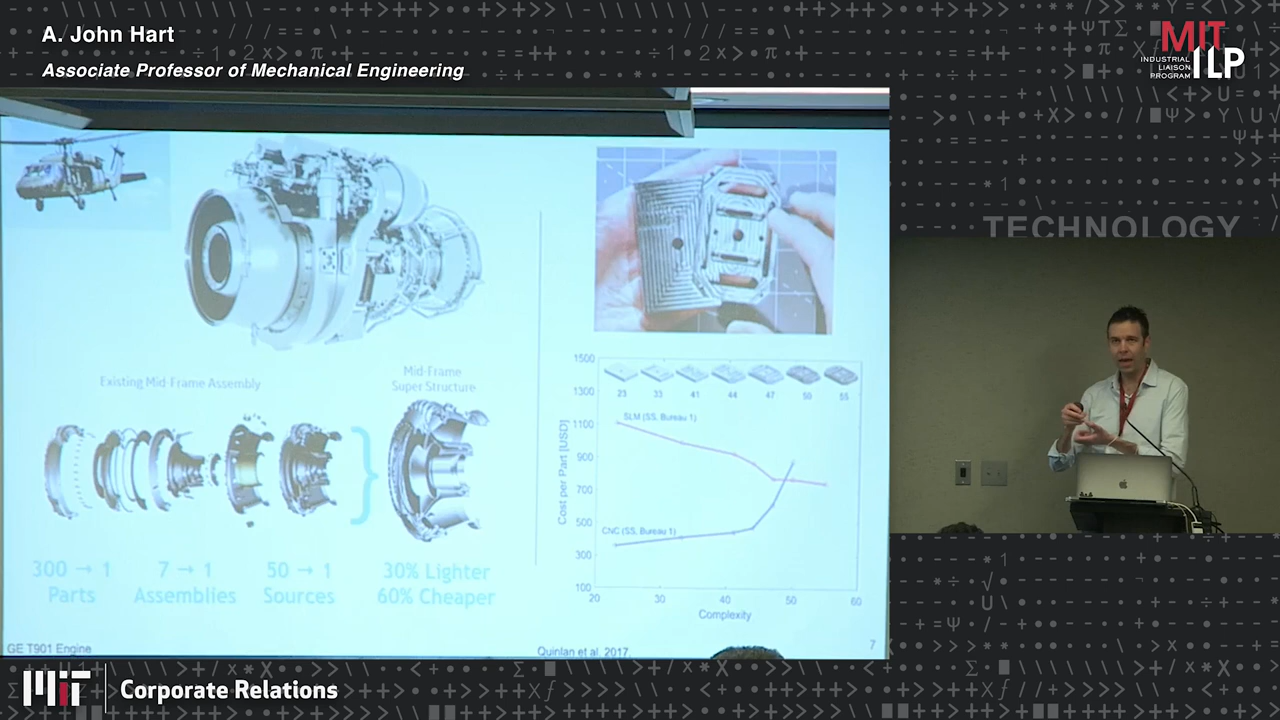 A. John Hart
Associate Professor of Mechanical Engineering
MIT
INDUSTRIAL
LIAISON
PROGRAM
ILP
TECHNOLOGY
Existing Mid-Frame Assembly
Mid-Frame
Super Structure
300 → 1
Parts
7 → 1
Assemblies
50 → 1
Sources
30% Lighter
60% Cheaper
GE T901 Engine
1500
1300
1100
900
700
500
300
100
Cost per Part [USD]
23 33 41 44 47 50 55
SLM (SS, Bureau 1)
CNC (SS, Bureau 1)
20 30 40 50 60
Complexity
Quinlan et al. 2017.
7
MIT
Corporate Relations